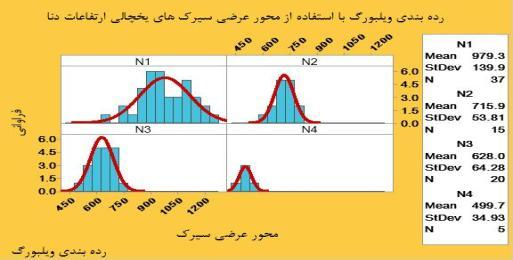 رده بندی ویلبورگ با استفاده از محور عرضی سیرک های یخچالی ارتفاعات دنا
450 600 750 900 1050 1200
N1 N2
6.0
4.5
3.0
1.5
0.0
N3 N4
6.0
4.5
3.0
1.5
0.0
450 600 750 900 1050 1200
فراوانی
محور عرضی سیرک
رده بندی ویلبورگ
N1
Mean 979.3
StDev 139.9
N 37
N2
Mean 715.9
StDev 53.81
N 15
N3
Mean 628.0
StDev 64.28
N 20
N4
Mean 499.7
StDev 34.93
N 5